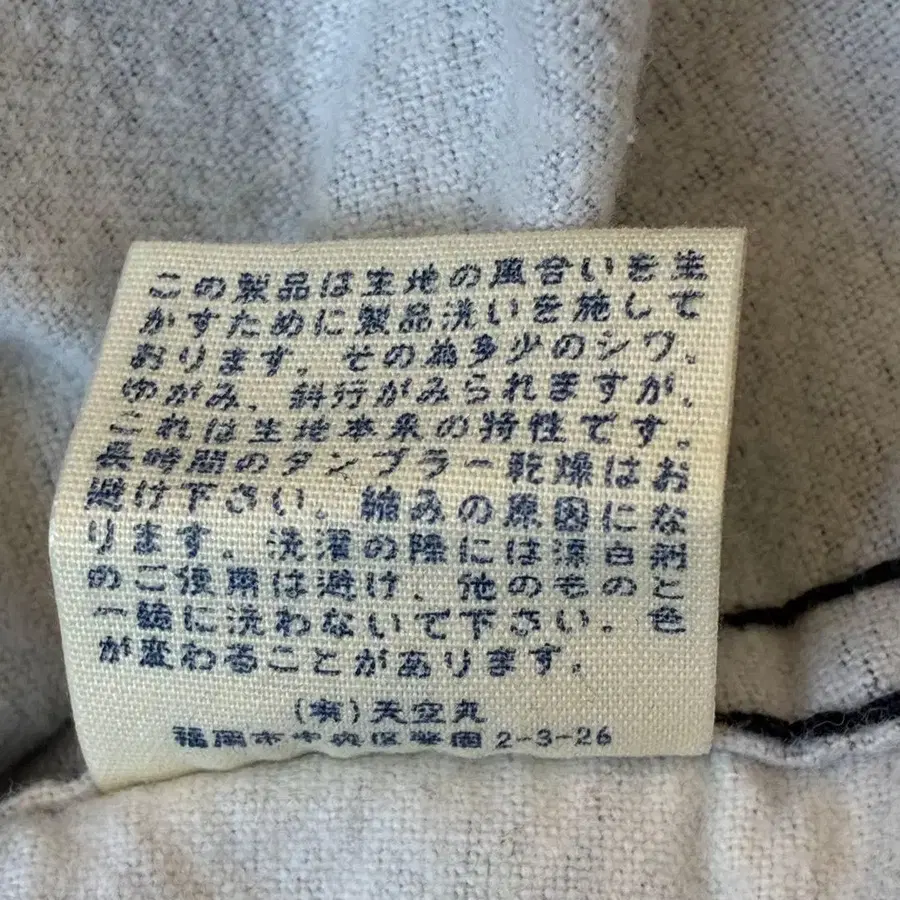 この製品は生地の風合いを生
かすために製品洗いを施して
おります。その為多少のシワ、
ゆがみ、斜行がみられますが、
これは生地本来の特性です。
長時間のタンブラー乾燥はお
避け下さい。縮みの原因にな
ります。洗濯の際には漂白剤
のご使用は避け、他のものと
一緒に洗わないで下さい。色
が変わることがあります。
(有)天空丸
福岡市中央区 2-3-26